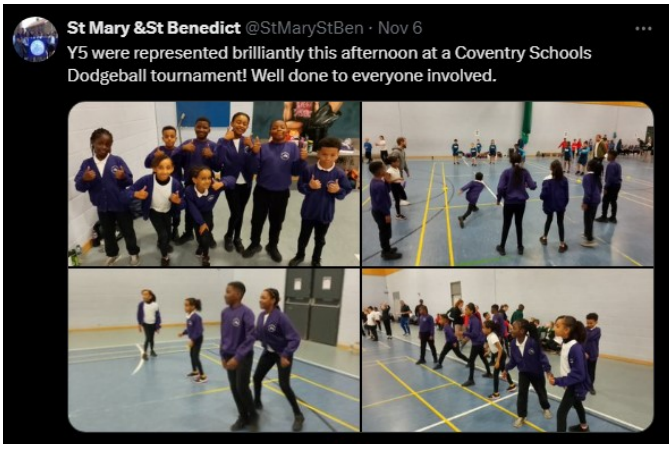 St Mary &St Benedict @StMaryStBen · Nov 6
Y5 were represented brilliantly this afternoon at a Coventry Schools
Dodgeball tournament! Well done to everyone involved.